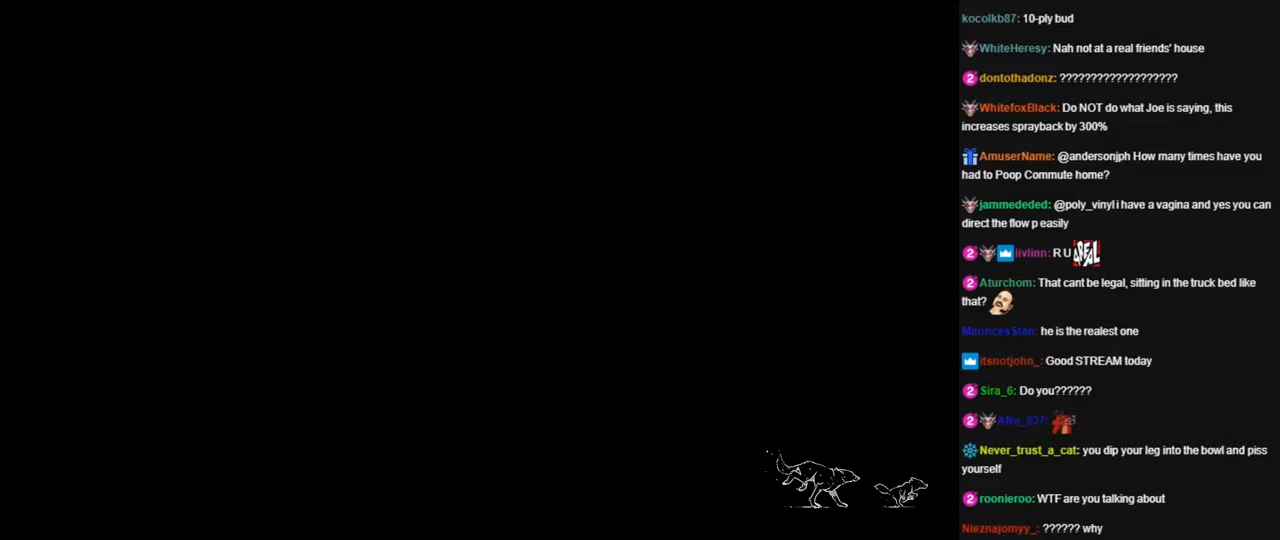 kocolkb87: 10-ply bud
WhiteHeresy: Nah not at a real friends' house
dontothadonz: ???????????????????
WhitefoxBlack: Do NOT do what Joe is saying, this
increases sprayback by 300%
AmuserName: @andersonjph How many times have you
had to Poop Commute home?
jammededed: @poly_vinyl i have a vagina and yes you can
direct the flow p easily
livlinn: R U
Aturchom: That cant be legal, sitting in the truck bed like
that?
MarincesStan: he is the realest one
itsnotjohn_: Good STREAM today
Sira_6: Do you??????
Never_trust_a_cat: you dip your leg into the bowl and piss
yourself
roonieroo: WTF are you talking about
Nieznajomyy_: ?????? why